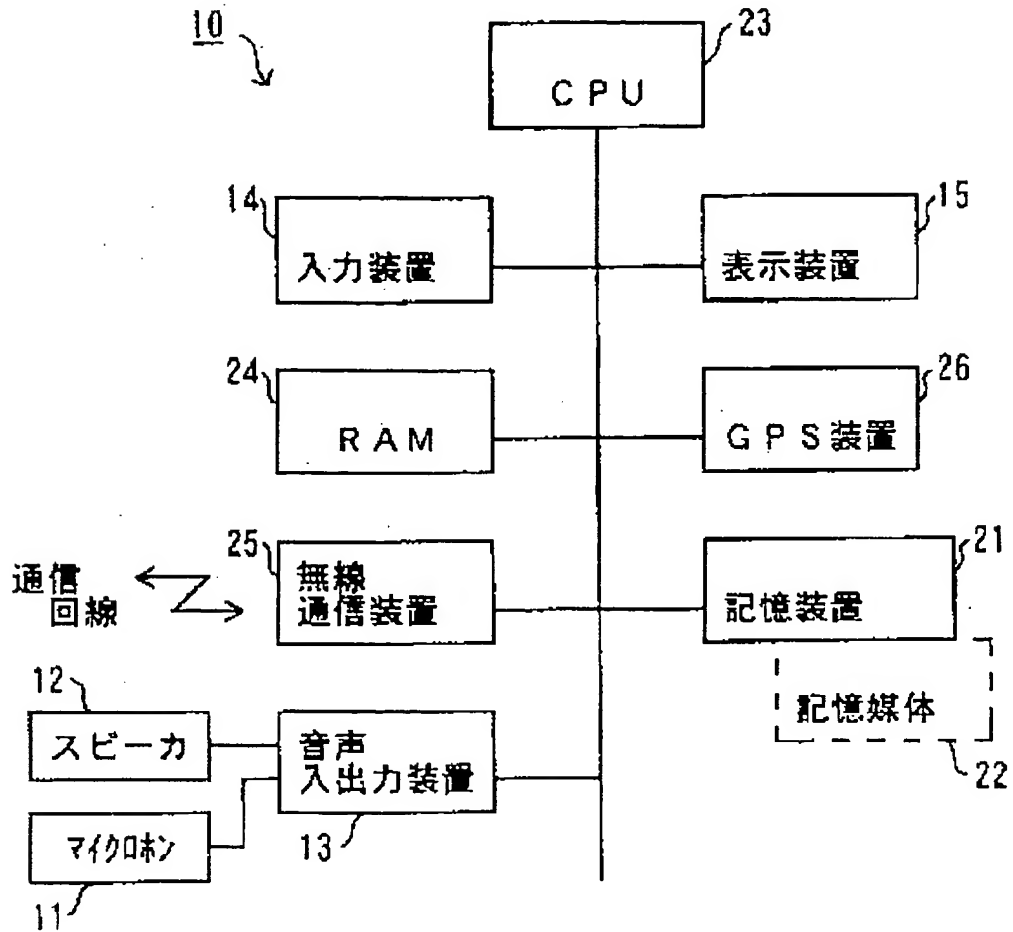 10
23
CPU
14
入力装置
15
表示装置
24
RAM
26
GPS装置
通信
回線
25
無線
通信装置
21
記憶装置
記憶媒体
22
12
スピーカ
音声
入出力装置
13
マイクロホン
11